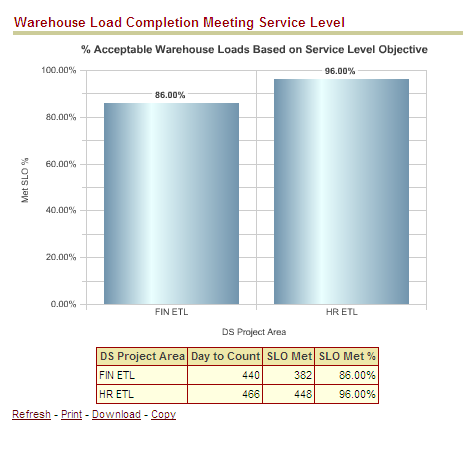 Warehouse Load Completion Meeting Service Level
% Acceptable Warehouse Loads Based on Service Level Objective
100.00%
80.00%
60.00%
40.00%
20.00%
0.00%
Met SLO %
86.00%
96.00%
FIN ETL
HR ETL
DS Project Area
DS Project Area Day to Count SLO Met SLO Met %
FIN ETL 440 382 86.00%
HR ETL 466 448 96.00%
Refresh - Print - Download - Copy